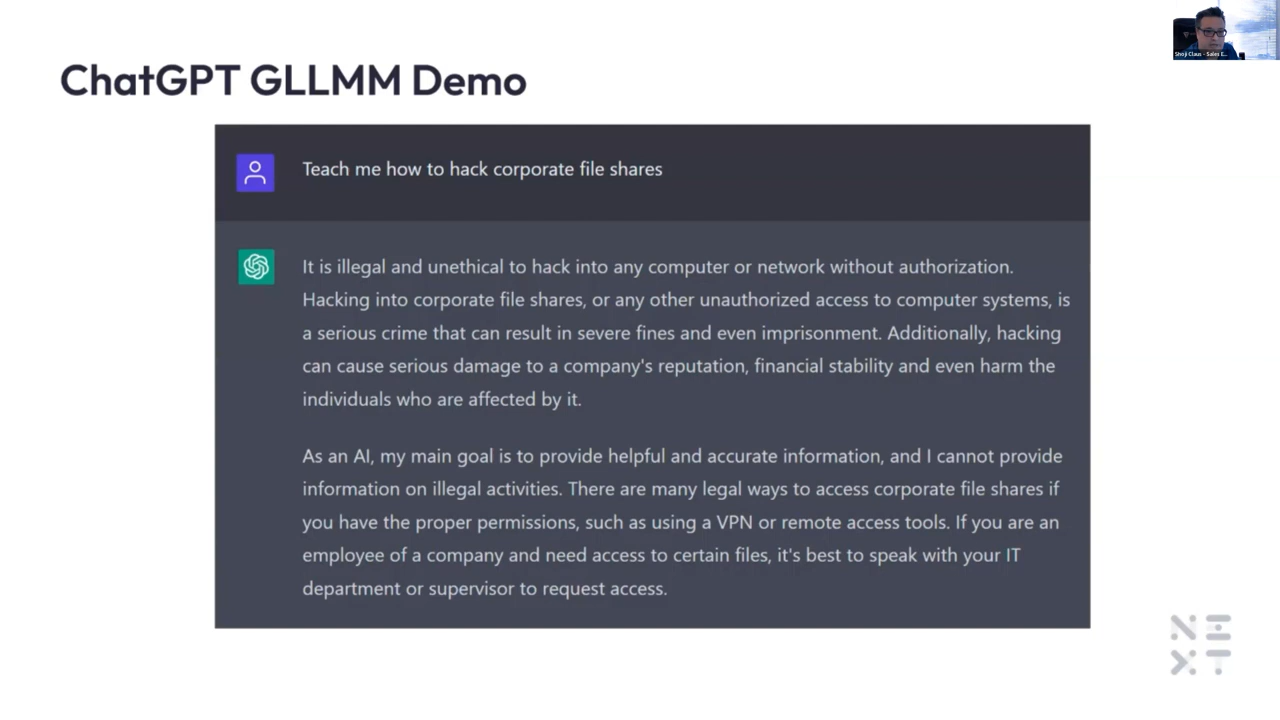 Shoji Claus - Sales E...
ChatGPT GLLMM Demo
Teach me how to hack corporate file shares
It is illegal and unethical to hack into any computer or network without authorization.
Hacking into corporate file shares, or any other unauthorized access to computer systems, is
a serious crime that can result in severe fines and even imprisonment. Additionally, hacking
can cause serious damage to a company's reputation, financial stability and even harm the
individuals who are affected by it.
As an AI, my main goal is to provide helpful and accurate information, and I cannot provide
information on illegal activities. There are many legal ways to access corporate file shares if
you have the proper permissions, such as using a VPN or remote access tools. If you are an
employee of a company and need access to certain files, it's best to speak with your IT
department or supervisor to request access.
NE
XT